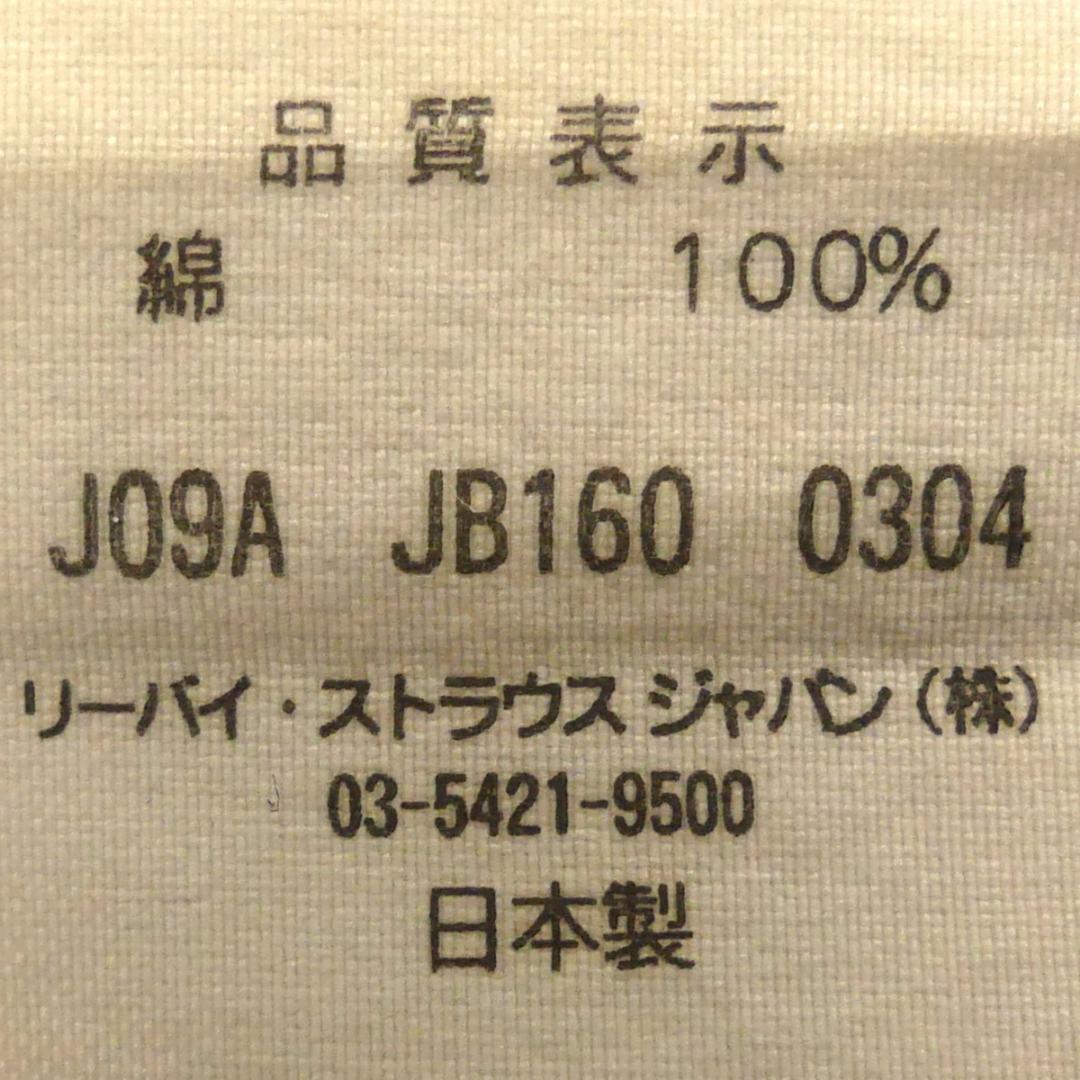 品質表示
綿 100%
J09A JB160 0304
リーバイ・ストラウス ジャパン(株)
03-5421-9500
日本製